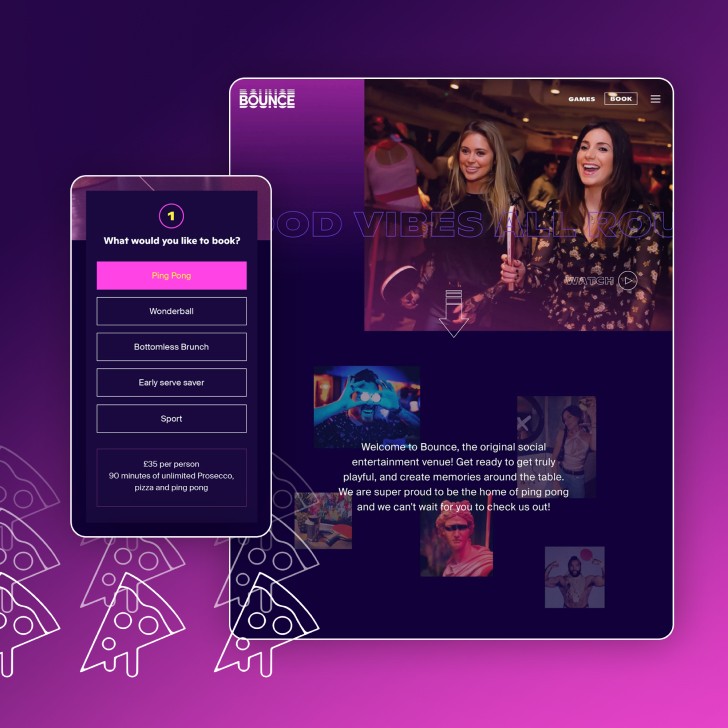 BOUNCE
GAMES
BOOK
OOD VIBES ALL ROU
WATCH
1
What would you like to book?
Ping Pong
Wonderball
Bottomless Brunch
Early serve saver
Sport
£35 per person
90 minutes of unlimited Prosecco,
pizza and ping pong
Welcome to Bounce, the original social
entertainment venue! Get ready to get truly
playful, and create memories around the table.
We are super proud to be the home of ping pong
and we can't wait for you to check us out!